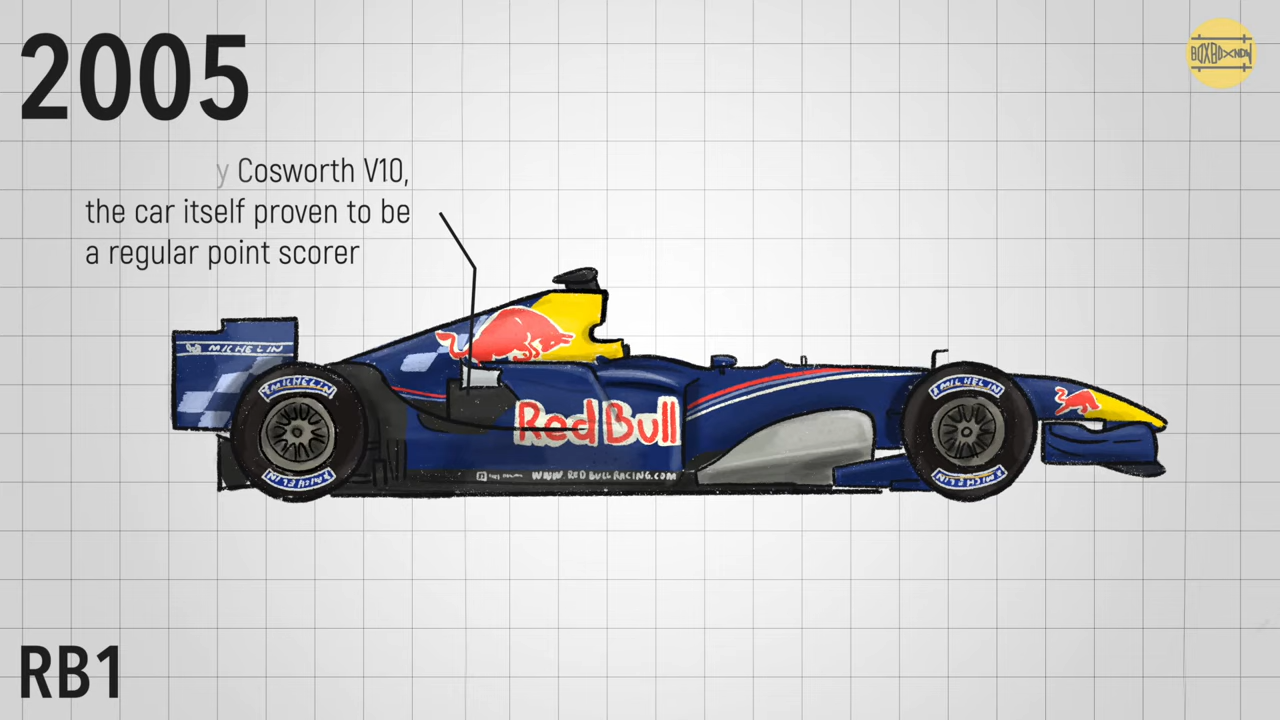 2005
BOXBOXNOW
y Cosworth V10,
the car itself proven to be
a regular point scorer
MICHELIN
MICHELIN
MICHELIN
Red Bull
WWW.REDBULLRACING.COM
MICHELIN
MICHELIN
RB1